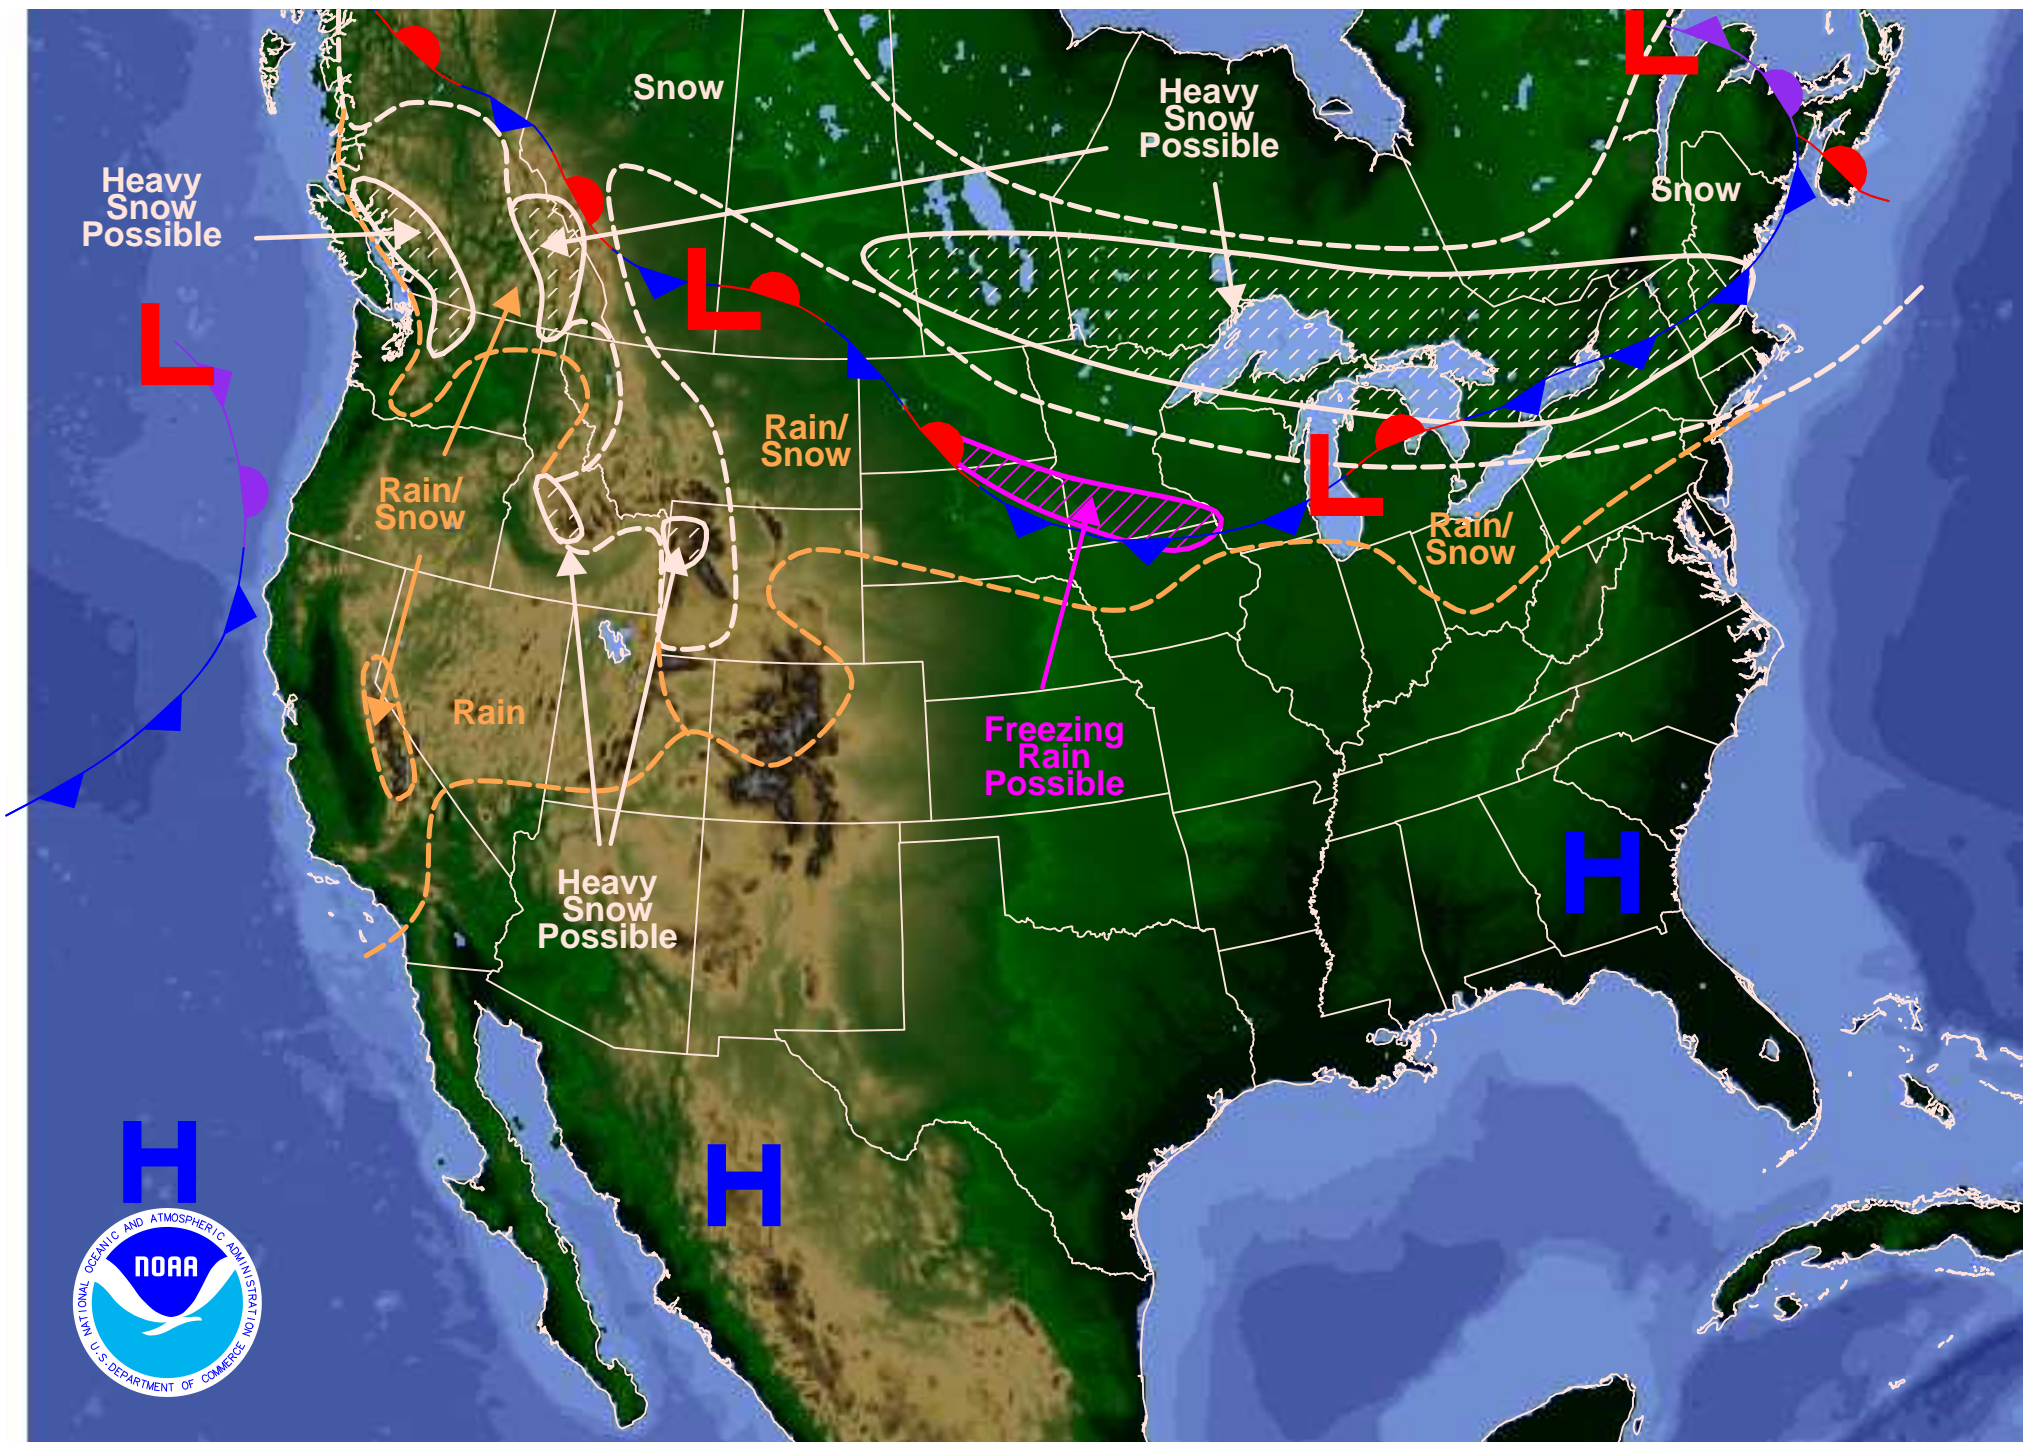 Snow
Heavy
Snow
Possible
L
Heavy
Snow
Possible
Snow
L
L
Rain/
Snow
Rain/
Snow
L
Rain/
Snow
Rain
Freezing
Rain
Possible
Heavy
Snow
Possible
H
H
H
NATIONAL OCEANIC AND ATMOSPHERIC ADMINISTRATION
NOAA
U.S. DEPARTMENT OF COMMERCE